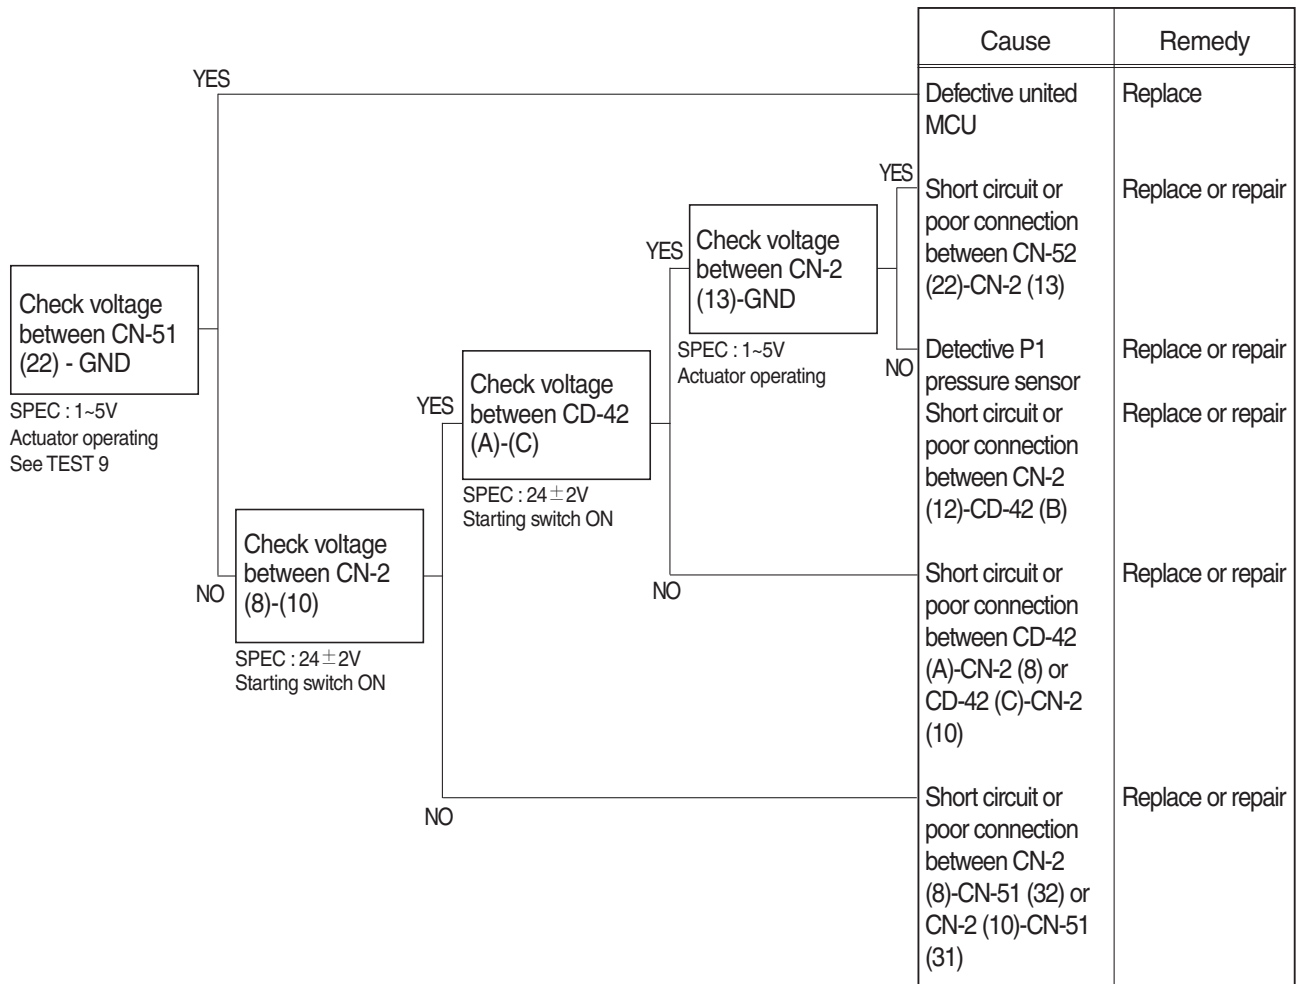 Cause
Remedy
YES
Defective united
MCU
Replace
YES
Short circuit or
poor connection
between CN-52
(22)-CN-2 (13)
Replace or repair
YES
Check voltage
between CN-2
(13)-GND
SPEC : 1~5V
Actuator operating
NO
Detective P1
pressure sensor
Replace or repair
Short circuit or
poor connection
between CN-2
(12)-CD-42 (B)
Replace or repair
Check voltage
between CN-51
(22) - GND
SPEC : 1~5V
Actuator operating
See TEST 9
YES
Check voltage
between CD-42
(A)-(C)
SPEC : 24±2V
Starting switch ON
NO
Check voltage
between CN-2
(8)-(10)
SPEC : 24±2V
Starting switch ON
NO
Short circuit or
poor connection
between CD-42
(A)-CN-2 (8) or
CD-42 (C)-CN-2
(10)
Replace or repair
NO
Short circuit or
poor connection
between CN-2
(8)-CN-51 (32) or
CN-2 (10)-CN-51
(31)
Replace or repair